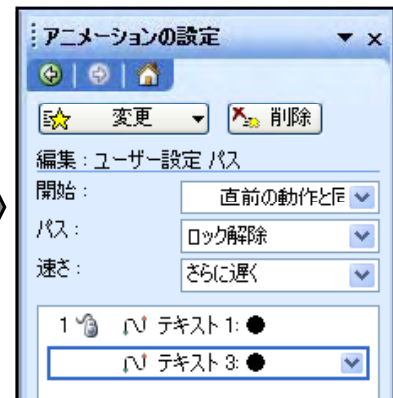 アニメーションの設定
変更 削除
編集 : ユーザー設定 パス
開始 : 直前の動作と同
パス : ロック解除
速さ : さらに遅く
1 テキスト 1: ●
テキスト 3: ●